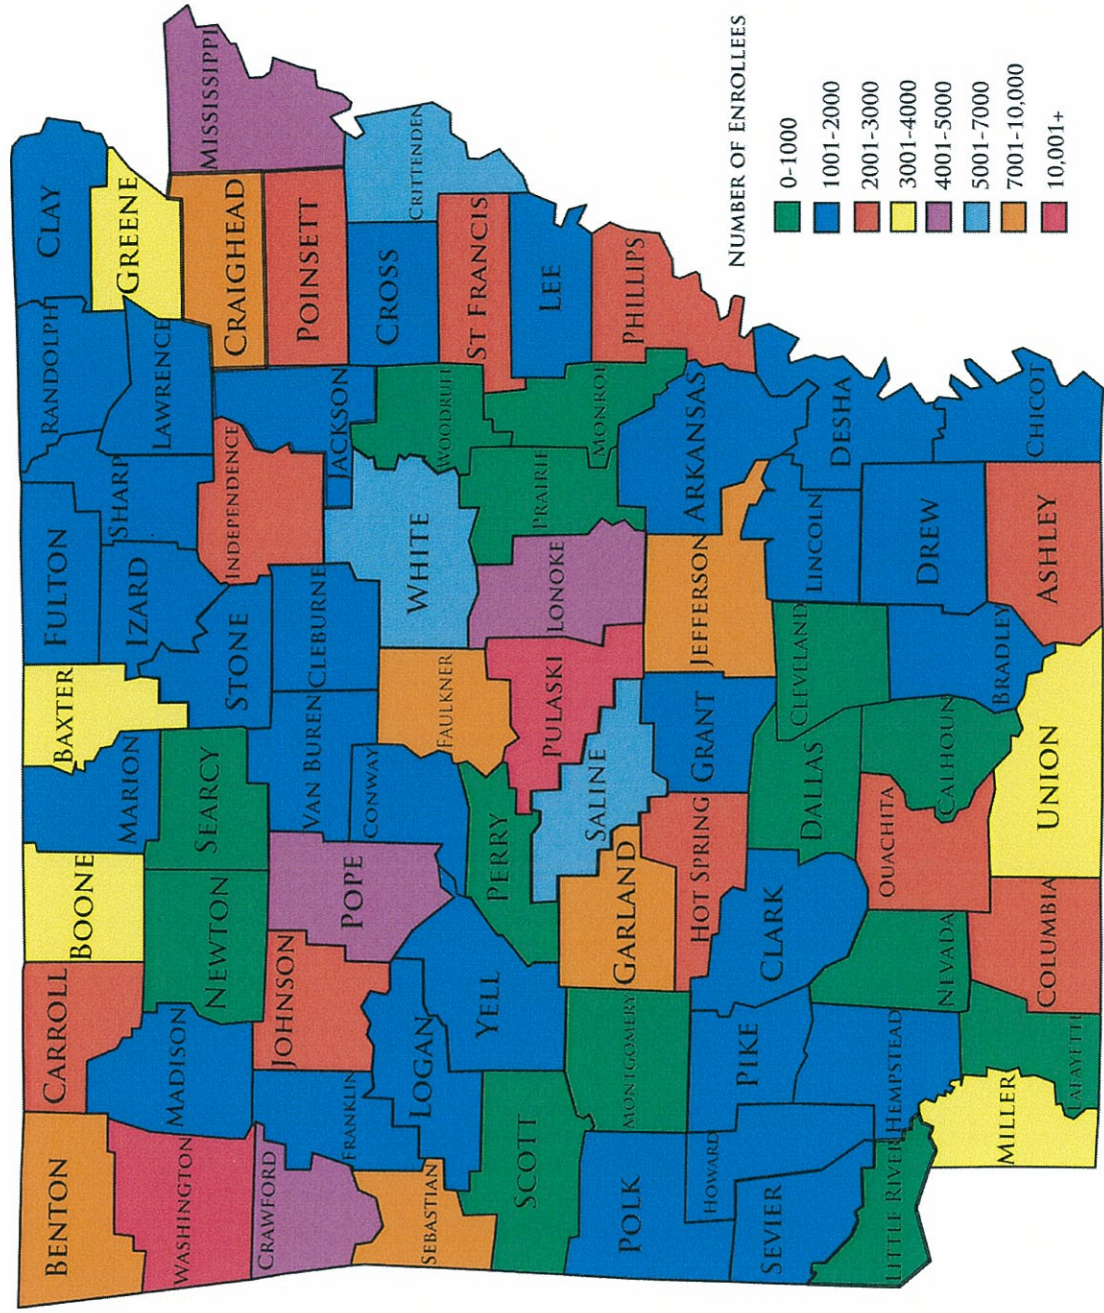 BENTON
CARROLL
BOONE
BAXTER
FULTON
RANDOLPH
CLAY
WASHINGTON
MADISON
MARION
IZARD
SHARP
LAWRENCE
GREENE
NEWTON
SEARCY
STONE
INDEPENDENCE
CRAIGHEAD
MISSISSIPPI
CRAWFORD
JOHNSON
VAN BUREN
CLEBURNE
JACKSON
POINSETT
FRANKLIN
POPE
CONWAY
CROSS
CRITTENDEN
SEBASTIAN
LOGAN
FAULKNER
WHITE
WOODRUFF
ST FRANCIS
SCOTT
YELL
PERRY
PULASKI
LONOKE
PRAIRIE
LEE
MONROE
PHILLIPS
POLK
MONTGOMERY
GARLAND
SALINE
HOT SPRING
GRANT
JEFFERSON
ARKANSAS
HOWARD
PIKE
CLARK
DALLAS
CLEVELAND
LINCOLN
DESHA
SEVIER
HEMPSTEAD
NEVADA
OUACHITA
CALHOUN
BRADLEY
DREW
LITTLE RIVER
MILLER
LAFAYETTE
COLUMBIA
UNION
ASHLEY
CHICOT
NUMBER OF ENROLLEES
0-1000
1001-2000
2001-3000
3001-4000
4001-5000
5001-7000
7001-10,000
10,001+